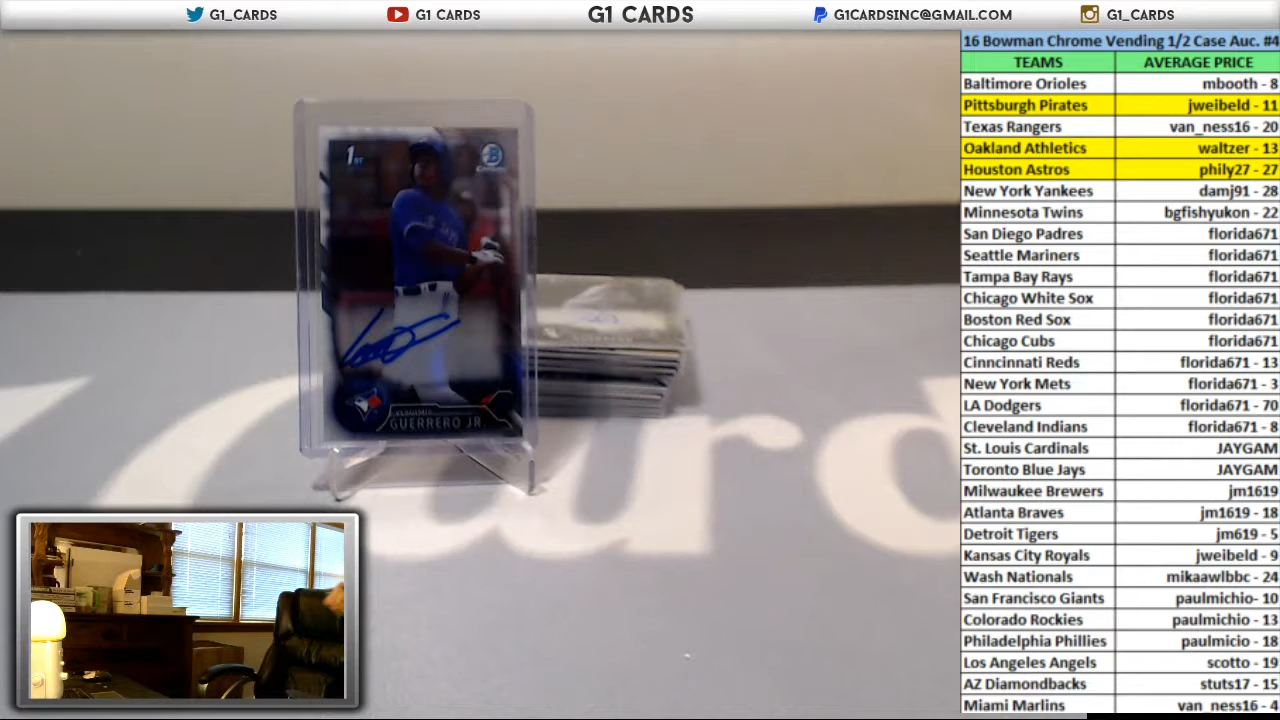 G1_CARDS
G1 CARDS
G1 CARDS
G1CARDSINC@GMAIL.COM
G1_CARDS
16 Bowman Chrome Vending 1/2 Case Auc. #4
TEAMS AVERAGE PRICE
Baltimore Orioles mbooth - 8
Pittsburgh Pirates jweibeld - 11
Texas Rangers van_ness16 - 20
Oakland Athletics waltzer - 13
Houston Astros phily27 - 27
New York Yankees damj91 - 28
Minnesota Twins bgfishyukon - 22
San Diego Padres florida671
Seattle Mariners florida671
Tampa Bay Rays florida671
Chicago White Sox florida671
Boston Red Sox florida671
Chicago Cubs florida671
Cinncinnati Reds florida671 - 13
New York Mets florida671 - 3
LA Dodgers florida671 - 70
Cleveland Indians florida671 - 8
St. Louis Cardinals JAYGAM
Toronto Blue Jays JAYGAM
Milwaukee Brewers jm1619
Atlanta Braves jm1619 - 18
Detroit Tigers jm619 - 5
Kansas City Royals jweibeld - 9
Wash Nationals mikaawlbbc - 24
San Francisco Giants paulmichio- 10
Colorado Rockies paulmichio - 13
Philadelphia Phillies paulmicio - 18
Los Angeles Angels scotto - 19
AZ Diamondbacks stuts17 - 15
Miami Marlins van_ness16 - 4
1ST
B
VLADIMIR
GUERRERO JR
Card